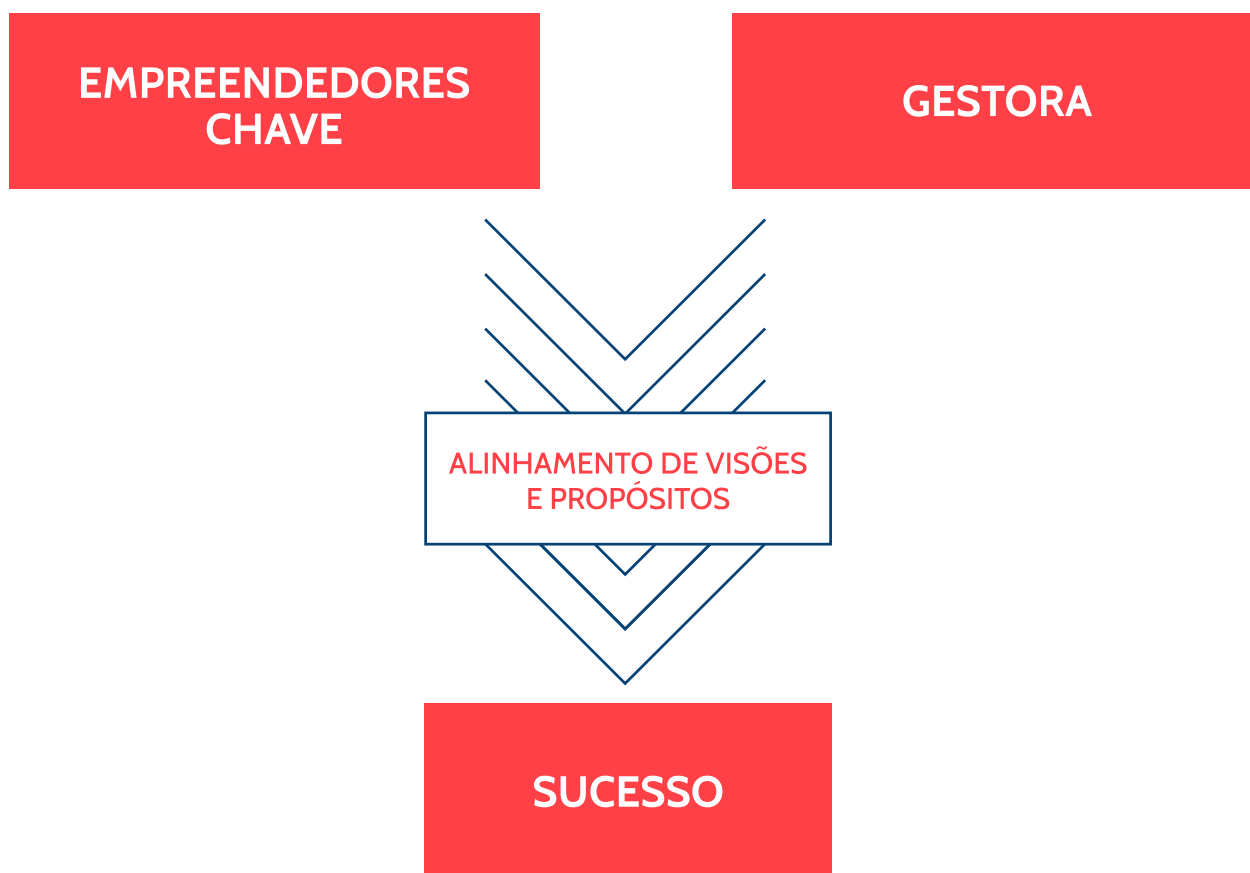 EMPREENDEDORES
CHAVE
GESTORA
ALINHAMENTO DE VISÕES
E PROPÓSITOS
SUCESSO